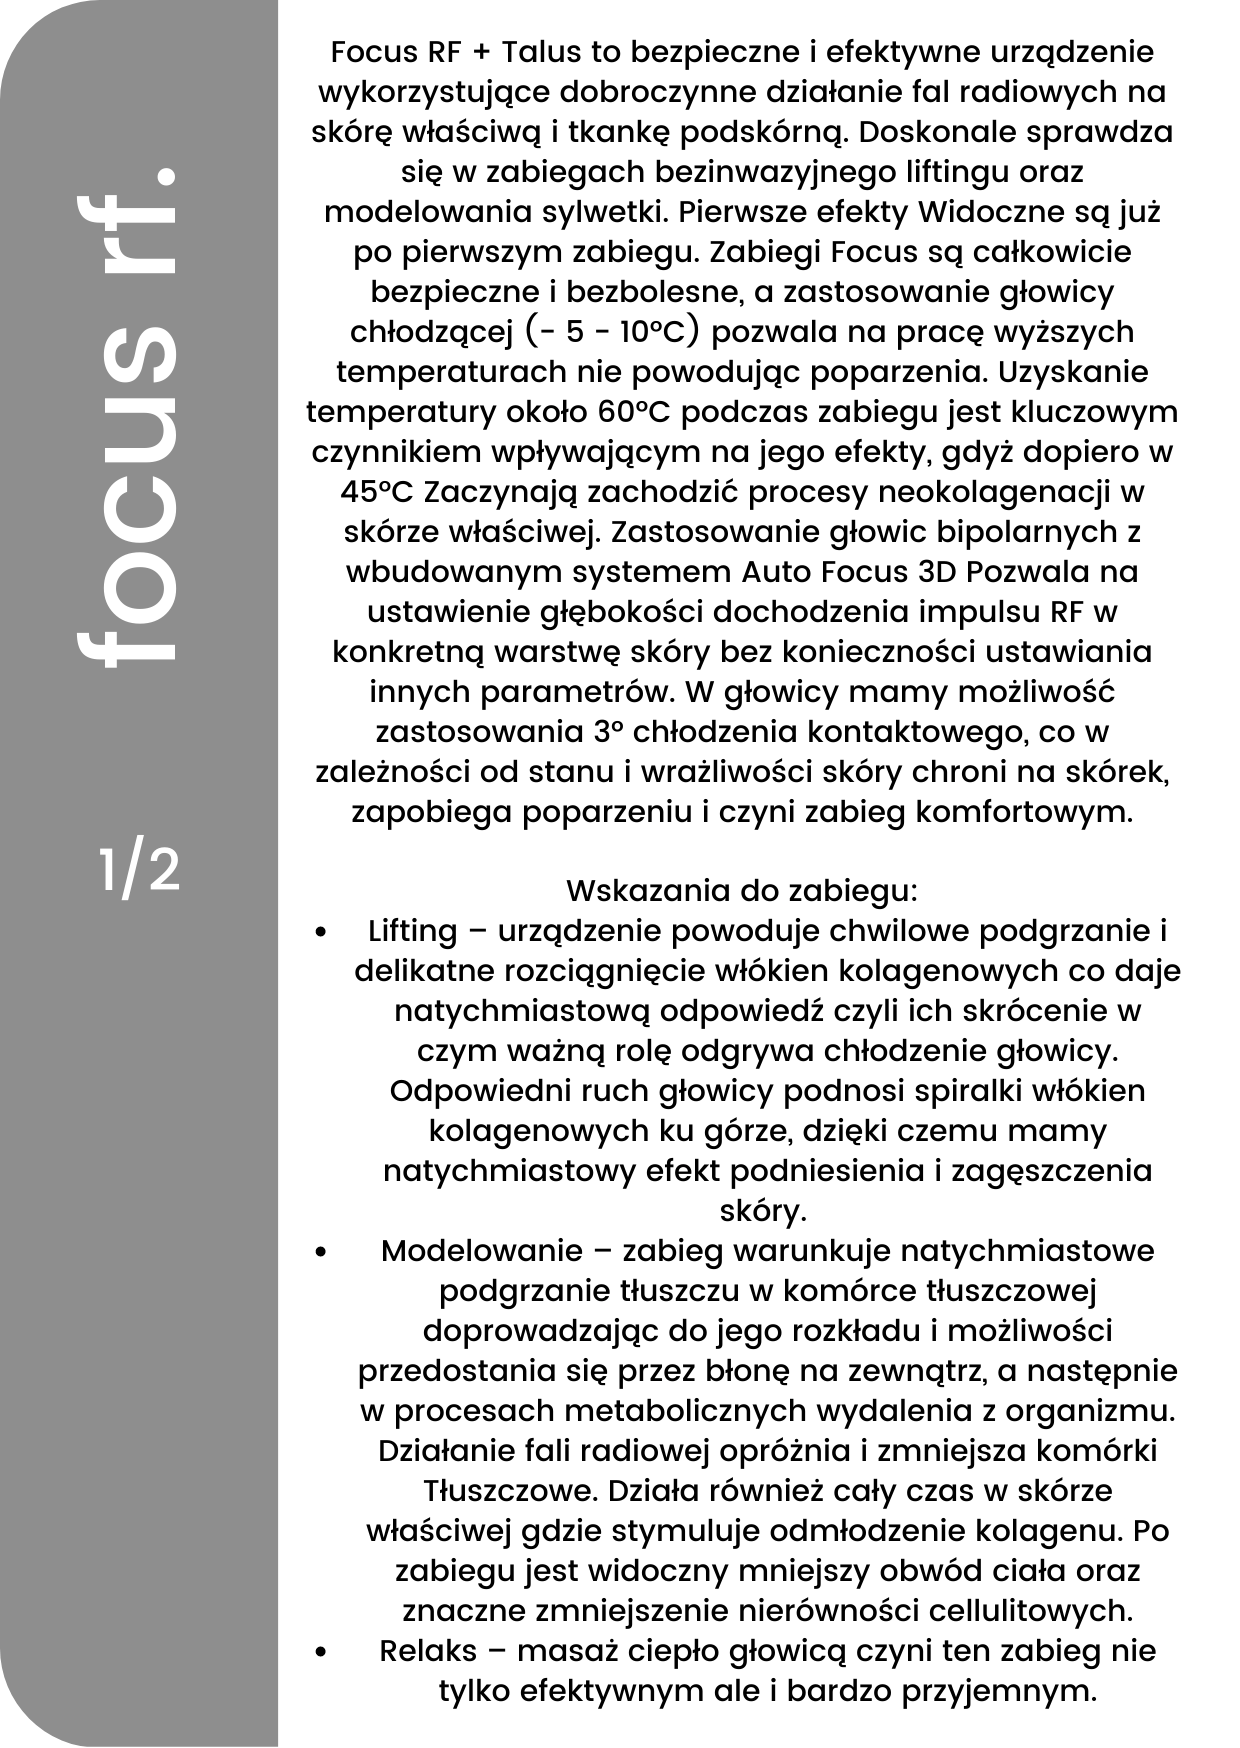 focus rf.
1/2
Focus RF + Talus to bezpieczne i efektywne urządzenie
wykorzystujące dobroczynne działanie fal radiowych na
skórę właściwą i tkankę podskórną. Doskonale sprawdza
się w zabiegach bezinwazyjnego liftingu oraz
modelowania sylwetki. Pierwsze efekty Widoczne są już
po pierwszym zabiegu. Zabiegi Focus są całkowicie
bezpieczne i bezbolesne, a zastosowanie głowicy
chłodzącej (- 5 - 10°C) pozwala na pracę wyższych
temperaturach nie powodując poparzenia. Uzyskanie
temperatury około 60°C podczas zabiegu jest kluczowym
czynnikiem wpływającym na jego efekty, gdyż dopiero w
45°C Zaczynają zachodzić procesy neokolagenacji w
skórze właściwej. Zastosowanie głowic bipolarnych z
wbudowanym systemem Auto Focus 3D Pozwala na
ustawienie głębokości dochodzenia impulsu RF w
konkretną warstwę skóry bez konieczności ustawiania
innych parametrów. W głowicy mamy możliwość
zastosowania 3° chłodzenia kontaktowego, co w
zależności od stanu i wrażliwości skóry chroni na skórek,
zapobiega poparzeniu i czyni zabieg komfortowym.
Wskazania do zabiegu:
• Lifting – urządzenie powoduje chwilowe podgrzanie i
delikatne rozciągnięcie włókien kolagenowych co daje
natychmiastową odpowiedź czyli ich skrócenie w
czym ważną rolę odgrywa chłodzenie głowicy.
Odpowiedni ruch głowicy podnosi spiralki włókien
kolagenowych ku górze, dzięki czemu mamy
natychmiastowy efekt podniesienia i zagęszczenia
skóry.
• Modelowanie – zabieg warunkuje natychmiastowe
podgrzanie tłuszczu w komórce tłuszczowej
doprowadzając do jego rozkładu i możliwości
przedostania się przez błonę na zewnątrz, a następnie
w procesach metabolicznych wydalenia z organizmu.
Działanie fali radiowej opróżnia i zmniejsza komórki
Tłuszczowe. Działa również cały czas w skórze
właściwej gdzie stymuluje odmłodzenie kolagenu. Po
zabiegu jest widoczny mniejszy obwód ciała oraz
znaczne zmniejszenie nierówności cellulitowych.
• Relaks – masaż ciepło głowicą czyni ten zabieg nie
tylko efektywnym ale i bardzo przyjemnym.